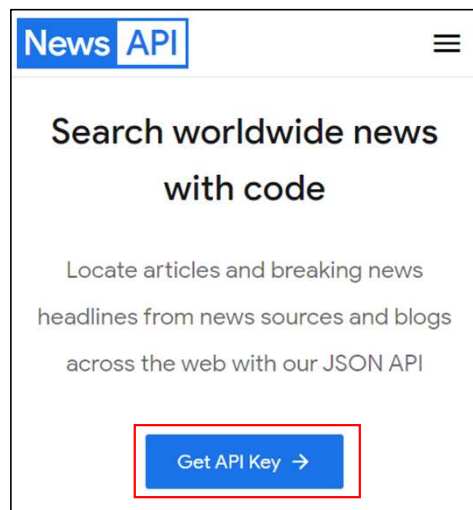 News API
Search worldwide news
with code
Locate articles and breaking news
headlines from news sources and blogs
across the web with our JSON API
Get API Key →